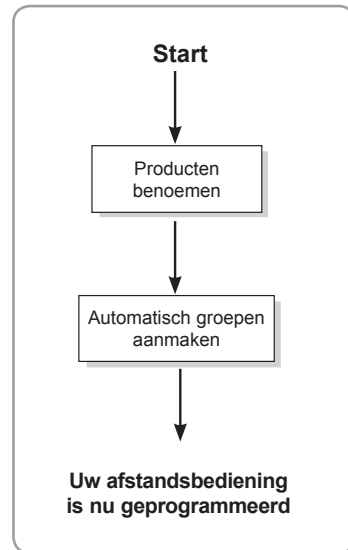 Start
Producten
benoemen
Automatisch groepen
aanmaken
Uw afstandsbediening
is nu geprogrammeerd